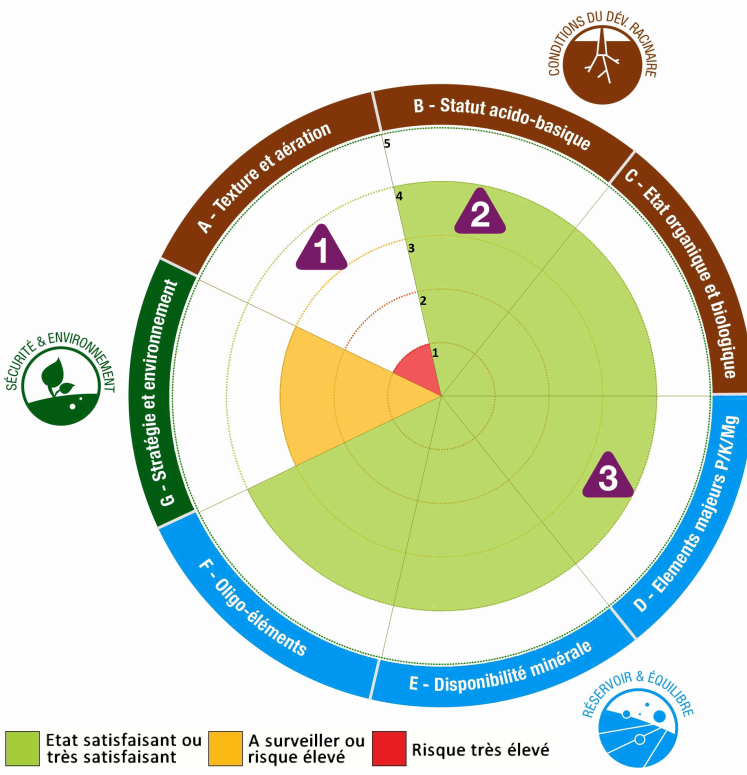 CONDITIONS DU DÉV. RACINAIRE
B - Statut acido-basique
A - Texture et aération
C - Etat organique et biologique
5
4
3
2
1
1
2
3
SÉCURITÉ & ENVIRONNEMENT
G - Stratégie et environnement
D - Elements majeurs P/K/Mg
F - Oligo-éléments
E - Disponibilité minérale
RÉSERVOIR & ÉQUILIBRE
Etat satisfaisant ou
très satisfaisant
A surveiller ou
risque élevé
Risque très élevé